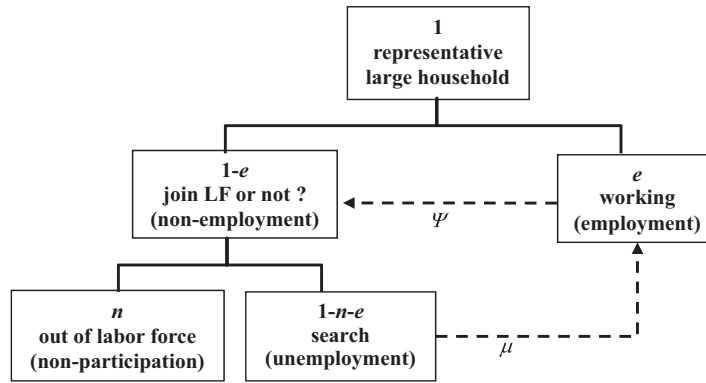 1
representative
large household
1-e
join LF or not ?
(non-employment)
e
working
(employment)
Ψ
n
out of labor force
(non-participation)
1-n-e
search
(unemployment)
μ